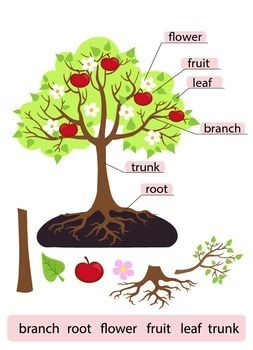 flower
fruit
leaf
branch
trunk
root
branch root flower fruit leaf trunk